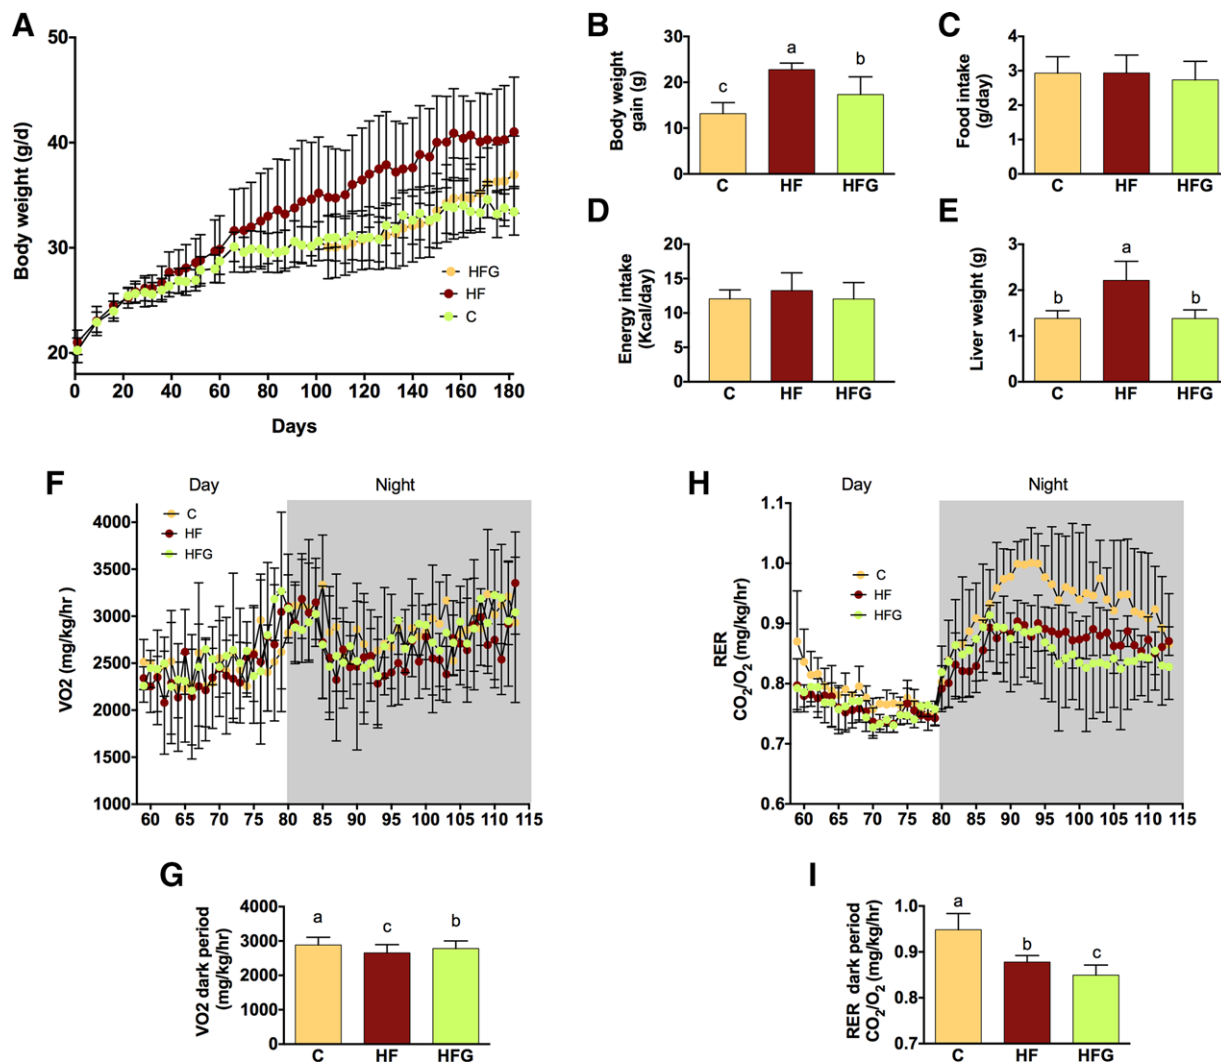 A
50
40
30
20
Body weight (g/d)
HFG
HF
C
0 20 40 60 80 100 120 140 160 180
Days
B
30
20
10
0
Body weight
gain (g)
c
a
b
C HF HFG
C
4
3
2
1
0
Food intake
(g/day)
C HF HFG
D
20
15
10
5
0
Energy intake
(Kcal/day)
C HF HFG
E
3
2
1
0
Liver weight (g)
b
a
b
C HF HFG
F
Day Night
4000
3500
3000
2500
2000
1500
1000
VO2 (mg/kg/hr)
C
HF
HFG
60 65 70 75 80 85 90 95 100 105 110 115
H
Day Night
1.1
1.0
0.9
0.8
0.7
0.6
RER
CO₂/O₂ (mg/kg/hr)
C
HF
HFG
60 65 70 75 80 85 90 95 100 105 110 115
G
4000
3000
2000
1000
0
VO2 dark period
(mg/kg/hr)
a
c
b
C HF HFG
I
1.0
0.9
0.8
0.7
RER dark period
CO₂/O₂ (mg/kg/hr)
a
b
c
C HF HFG